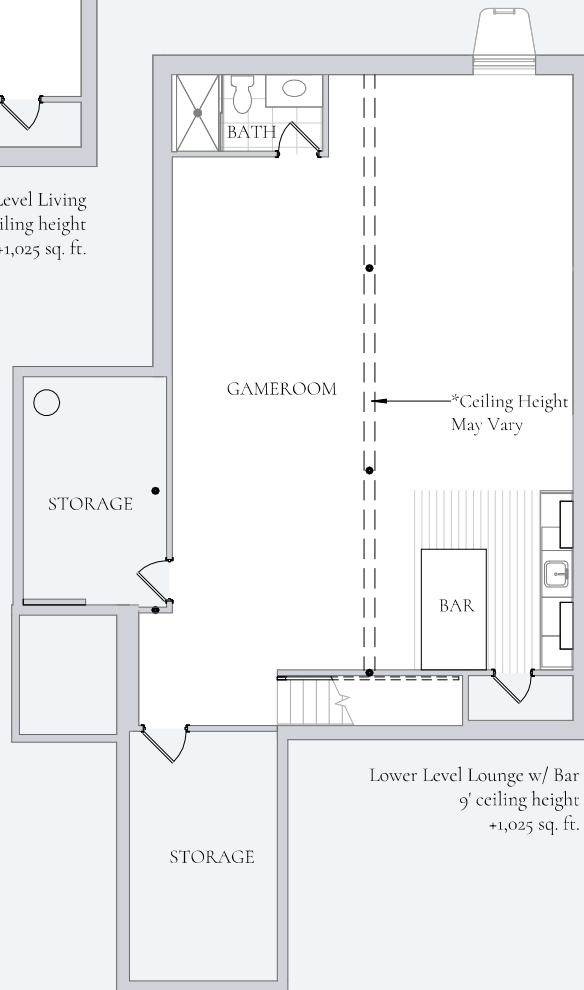 BATH
Level Living
iling height
+1,025 sq. ft.
GAMEROOM
*Ceiling Height
May Vary
STORAGE
BAR
Lower Level Lounge w/ Bar
9' ceiling height
+1,025 sq. ft.
STORAGE